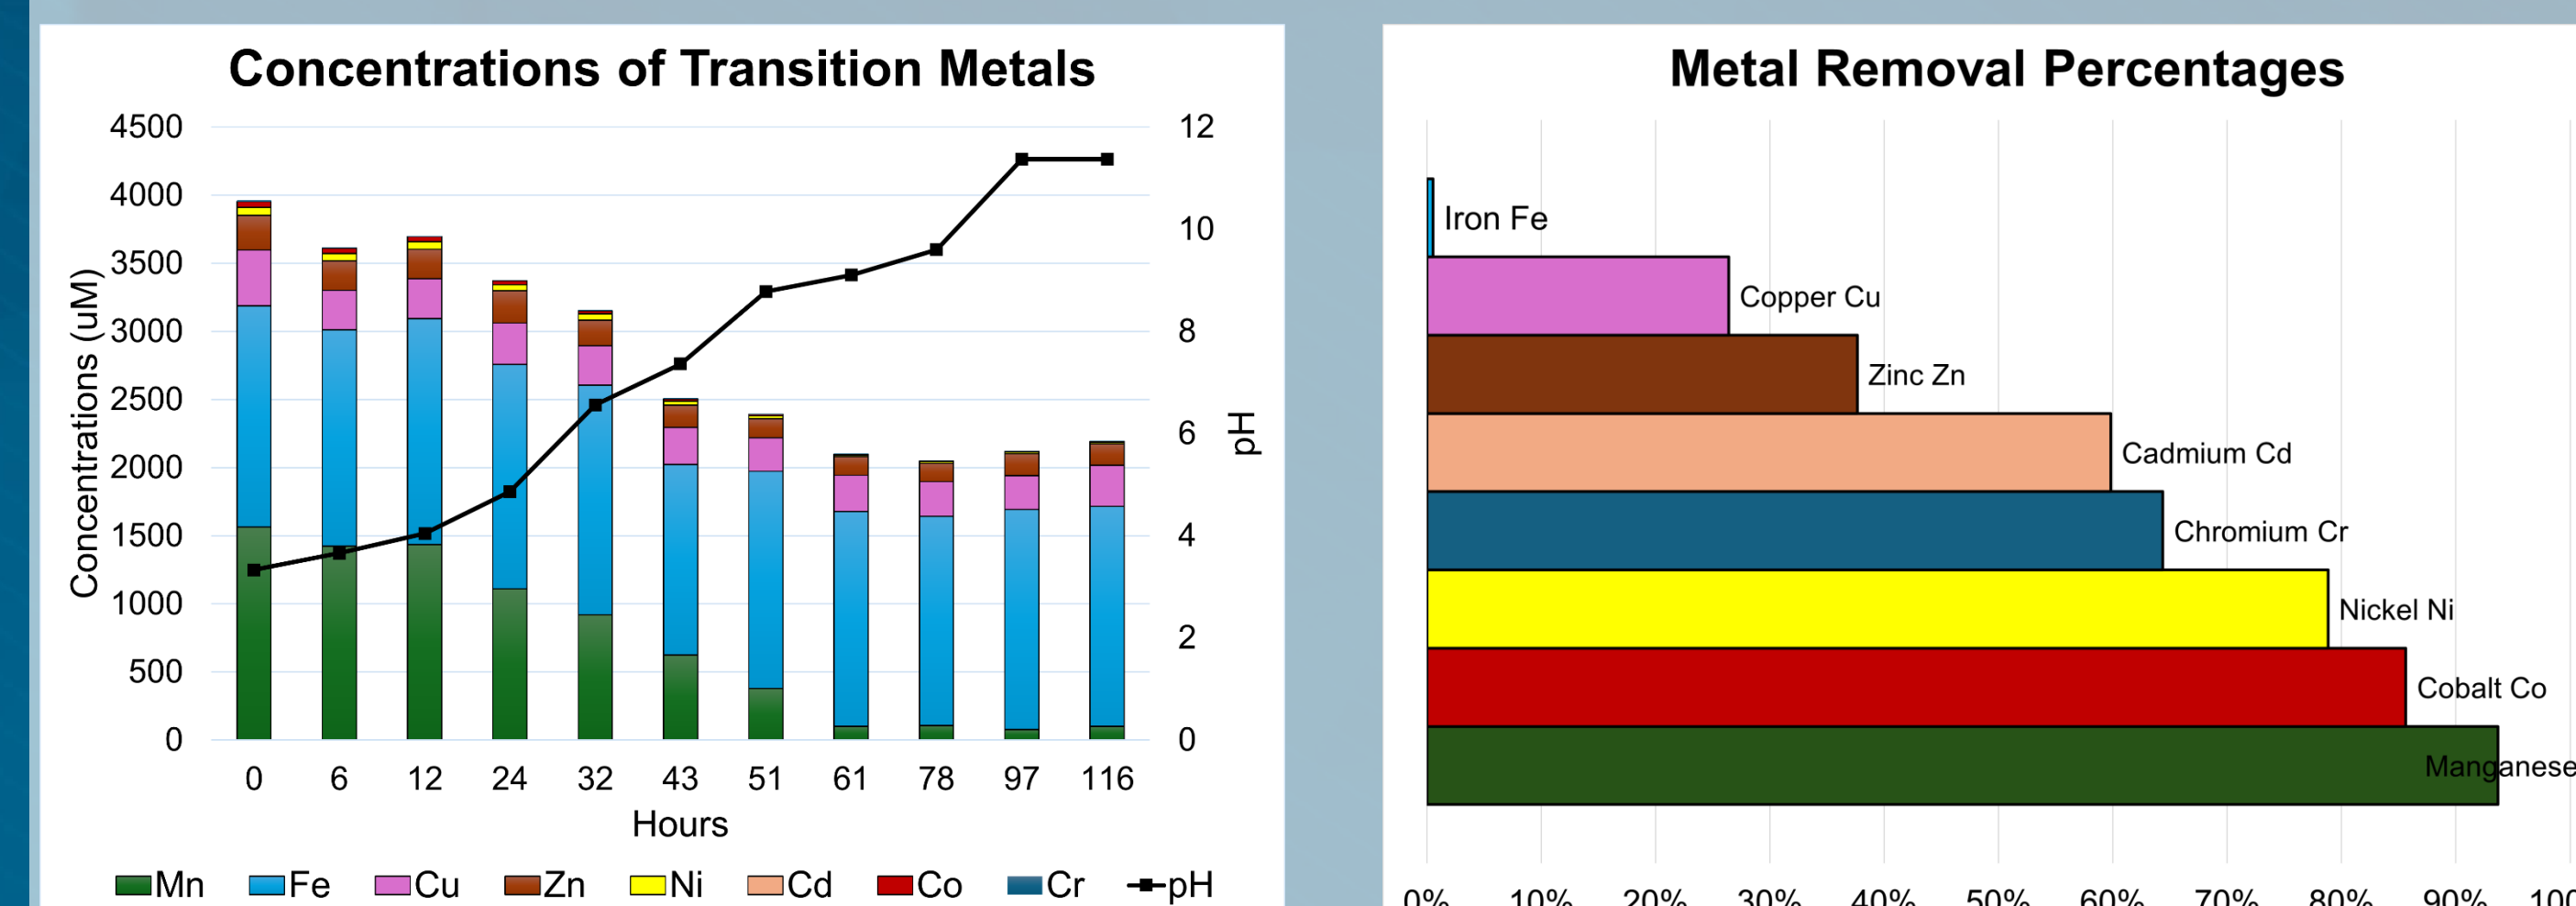 Concentrations of Transition Metals
4500
4000
3500
3000
2500
2000
1500
1000
500
0
Concentrations (uM)
12
10
8
6
4
2
0
pH
0 6 12 24 32 43 51 61 78 97 116
Hours
Mn Fe Cu Zn Ni Cd Co Cr pH
Metal Removal Percentages
Iron Fe
Copper Cu
Zinc Zn
Cadmium Cd
Chromium Cr
Nickel Ni
Cobalt Co
Manganese
0% 10% 20% 30% 40% 50% 60% 70% 80% 90% 100